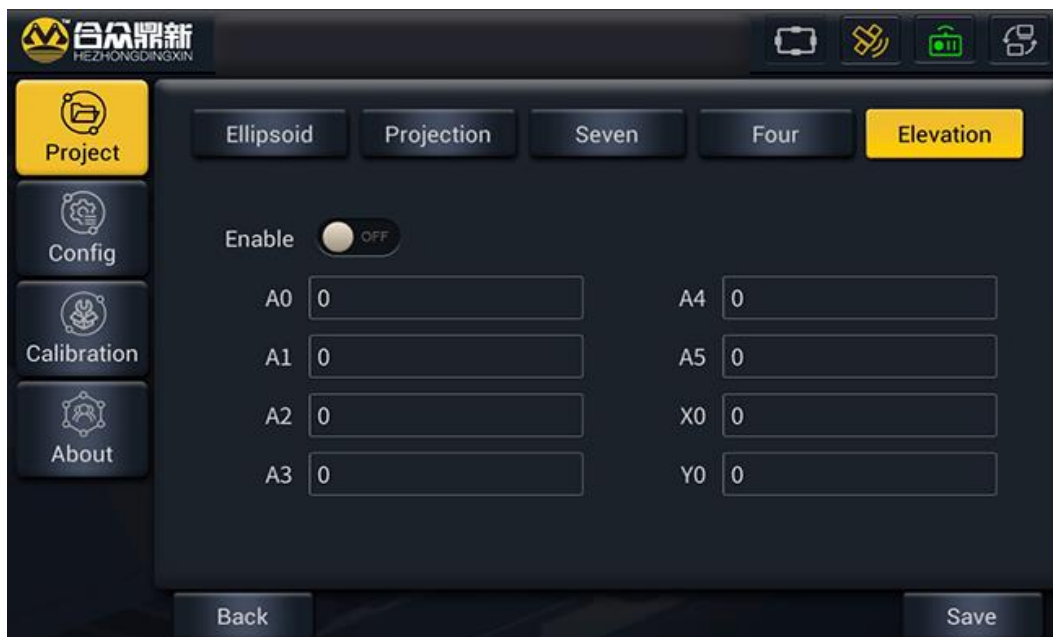 合众鼎新
HEZHONGDINGXIN
Project
Config
Calibration
About
Ellipsoid Projection Seven Four Elevation
Enable OFF
A0 0 A4 0
A1 0 A5 0
A2 0 X0 0
A3 0 Y0 0
Back Save